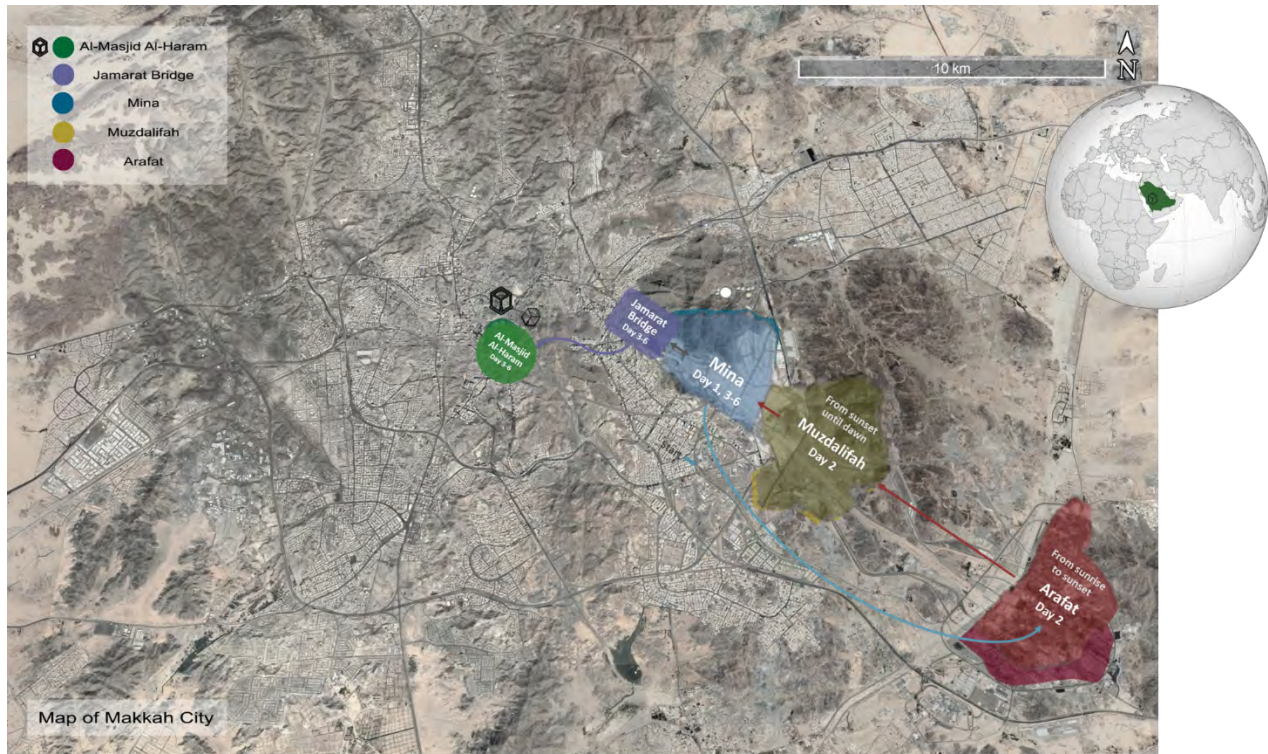 Al-Masjid Al-Haram
Jamarat Bridge
Mina
Muzdalifah
Arafat
10 km
N
Jamarat
Bridge
Day 3-6
Al-Masjid
Al-Haram
Day 3-6
Mina
Day 1, 3-6
From sunset
until dawn
Muzdalifah
Day 2
Start
From sunrise
to sunset
Arafat
Day 2
Map of Makkah City